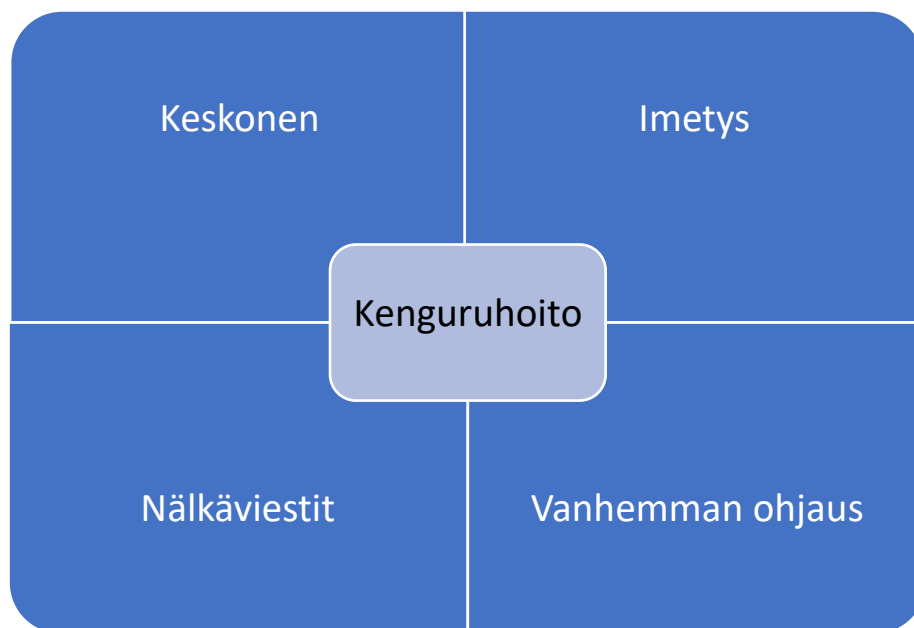 Keskonen
Imetys
Kenguruhoito
Nälkäviestit
Vanhemman ohjaus